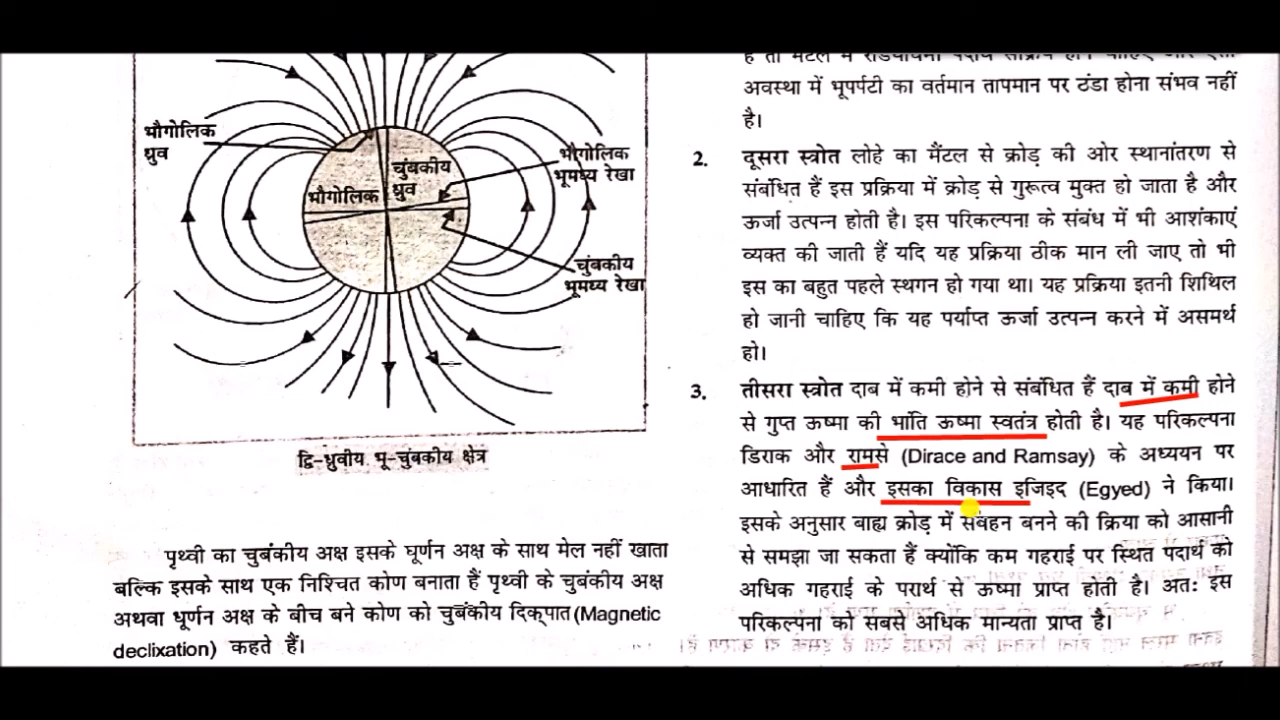 भौगोलिक
ध्रुव
चुंबकीय
ध्रुव
भौगोलिक
भौगोलिक
भूमध्य रेखा
चुंबकीय
भूमध्य रेखा
द्वि-ध्रुवीय भू-चुंबकीय क्षेत्र
पृथ्वी का चुबंकीय अक्ष इसके घूर्णन अक्ष के साथ मेल नहीं खाता
बल्कि इसके साथ एक निश्चित कोण बनाता हैं पृथ्वी के चुबंकीय अक्ष
अथवा धूर्णन अक्ष के बीच बने कोण को चुबंकीय दिक्पात (Magnetic
declixation) कहते हैं।
अवस्था में भूपर्पटी का वर्तमान तापमान पर ठंडा होना संभव नहीं
है।
2. दूसरा स्त्रोत लोहे का मैंटल से क्रोड़ की ओर स्थानांतरण से
संबंधित हैं इस प्रक्रिया में क्रोड़ से गुरूत्व मुक्त हो जाता है और
ऊर्जा उत्पन्न होती है। इस परिकल्पना के संबंध में भी आशंकाएं
व्यक्त की जाती हैं यदि यह प्रक्रिया ठीक मान ली जाए तो भी
इस का बहुत पहले स्थगन हो गया था। यह प्रक्रिया इतनी शिथिल
हो जानी चाहिए कि यह पर्याप्त ऊर्जा उत्पन्न करने में असमर्थ
हो।
3. तीसरा स्त्रोत दाब में कमी होने से संबंधित हैं दाब में कमी होने
से गुप्त ऊष्मा की भांति ऊष्मा स्वतंत्र होती है। यह परिकल्पना
डिराक और रामसे (Dirace and Ramsay) के अध्ययन पर
आधारित हैं और इसका विकास इजिइद (Egyed) ने किया।
इसके अनुसार बाह्य क्रोड़ में संवहन बनने की क्रिया को आसानी
से समझा जा सकता हैं क्योंकि कम गहराई पर स्थित पदार्थ को
अधिक गहराई के परार्थ से ऊष्मा प्राप्त होती है। अतः इस
परिकल्पना को सबसे अधिक मान्यता प्राप्त है।